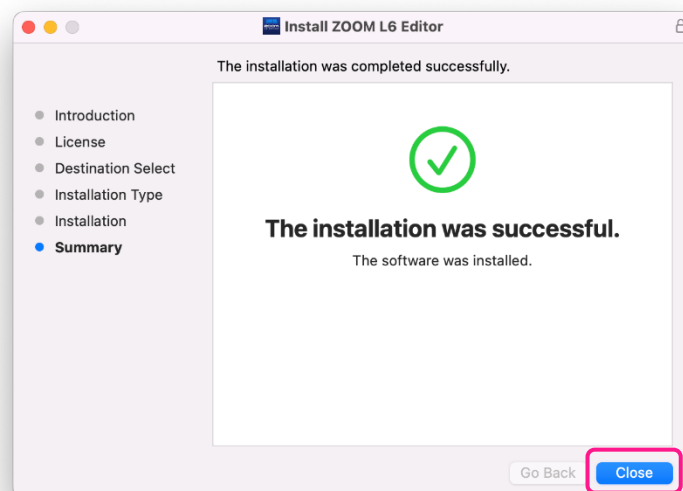 Install ZOOM L6 Editor
The installation was completed successfully.
Introduction
License
Destination Select
Installation Type
Installation
Summary
The installation was successful.
The software was installed.
Go Back
Close